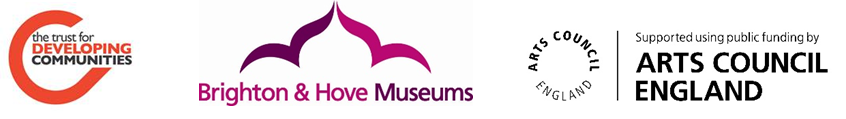 the trust for
DEVELOPING
COMMUNITIES
Brighton & Hove Museums
ARTS COUNCIL
ENGLAND
Supported using public funding by
ARTS COUNCIL
ENGLAND